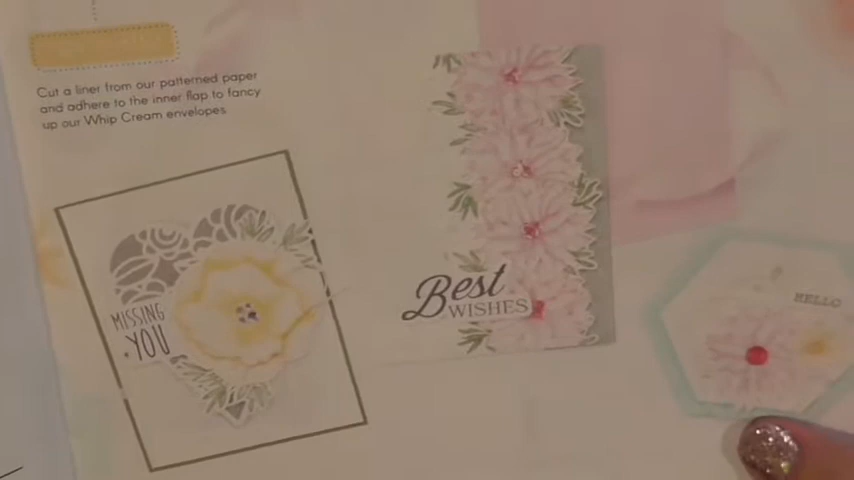 Cut a liner from our patterned paper
and adhere to the inner flap to fancy
up our Whip Cream envelopes.
MISSING
YOU
Best
WISHES
HELLO